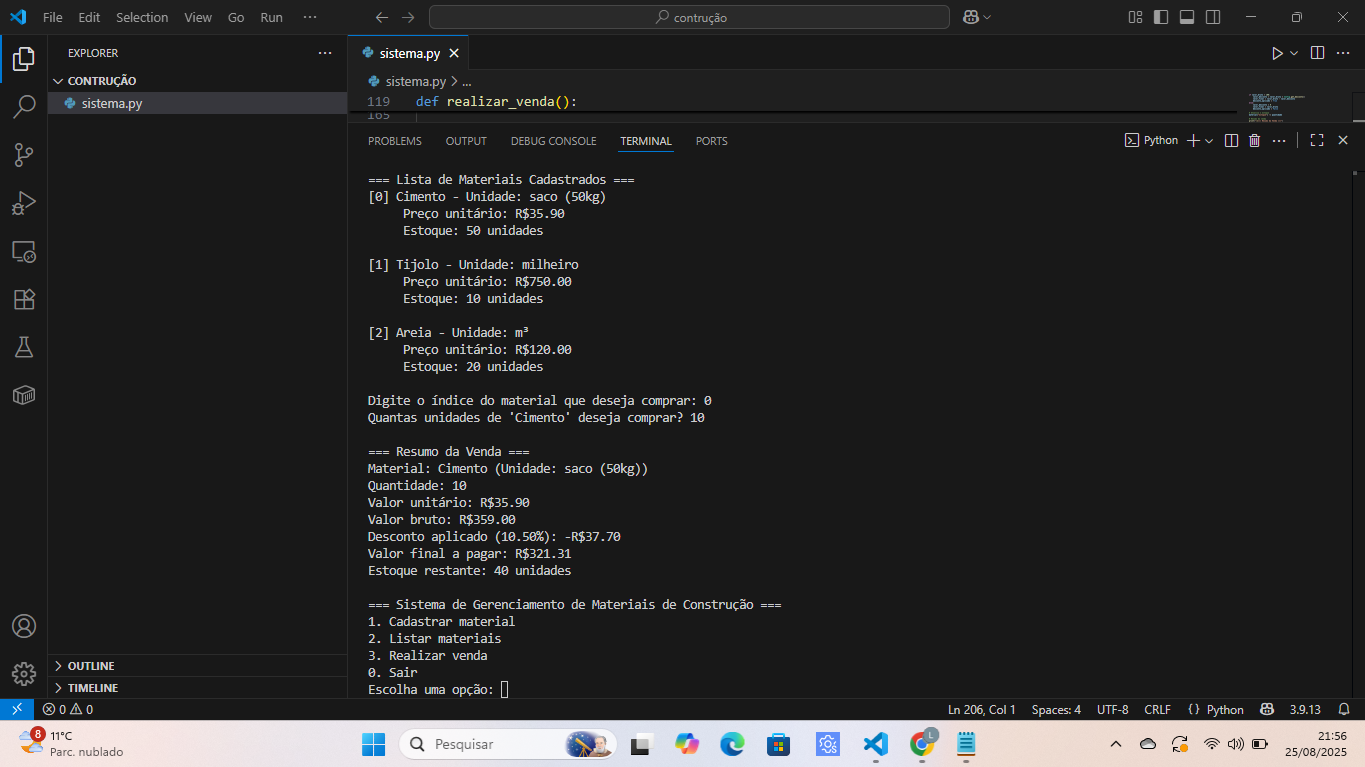 File Edit Selection View Go Run ···
contrução
EXPLORER
CONTRUÇÃO
sistema.py
OUTLINE
TIMELINE
sistema.py
sistema.py > ...
119 def realizar_venda():
165
PROBLEMS OUTPUT DEBUG CONSOLE TERMINAL PORTS
Python
=== Lista de Materiais Cadastrados ===
[0] Cimento - Unidade: saco (50kg)
Preço unitário: R$35.90
Estoque: 50 unidades
[1] Tijolo - Unidade: milheiro
Preço unitário: R$750.00
Estoque: 10 unidades
[2] Areia - Unidade: m³
Preço unitário: R$120.00
Estoque: 20 unidades
Digite o índice do material que deseja comprar: 0
Quantas unidades de 'Cimento' deseja comprar? 10
=== Resumo da Venda ===
Material: Cimento (Unidade: saco (50kg))
Quantidade: 10
Valor unitário: R$35.90
Valor bruto: R$359.00
Desconto aplicado (10.50%): -R$37.70
Valor final a pagar: R$321.31
Estoque restante: 40 unidades
=== Sistema de Gerenciamento de Materiais de Construção ===
1. Cadastrar material
2. Listar materiais
3. Realizar venda
0. Sair
Escolha uma opção:
0 0
Ln 206, Col 1 Spaces: 4 UTF-8 CRLF {} Python 3.9.13
8
11°C
Parc. nublado
Pesquisar
L
21:56
25/08/2025